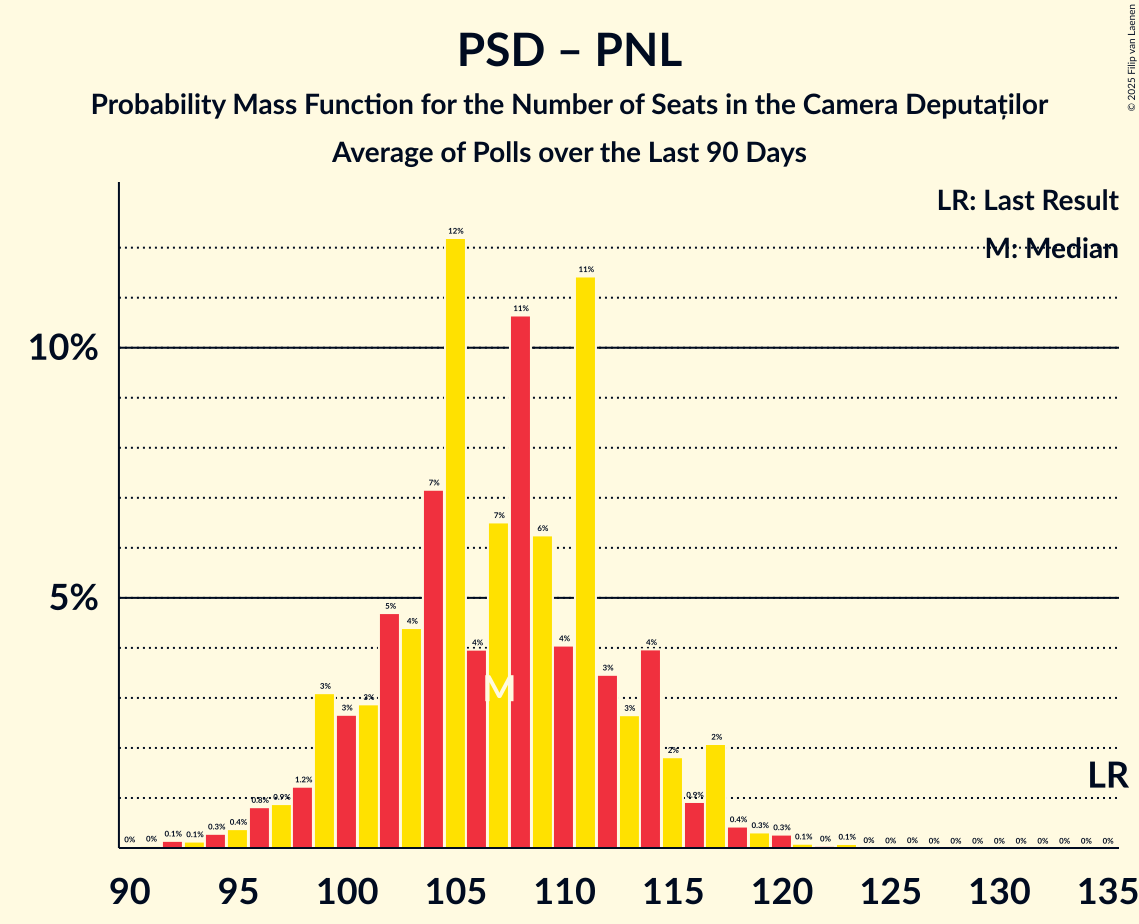 PSD – PNL
Probability Mass Function for the Number of Seats in the Camera Deputaților
Average of Polls over the Last 90 Days
© 2025 Filip van Laenen
LR: Last Result
M: Median
10%
5%
0% 0% 0.1% 0.1% 0.3% 0.4% 0.8% 0.9% 1.2% 3% 3% 3% 5% 4% 7% 12% 4% 7% 11% 6% 4% 11% 3% 3% 4% 2% 0.9% 2% 0.4% 0.3% 0.3% 0.1% 0% 0.1% 0% 0% 0% 0% 0% 0% 0% 0% 0% 0% 0% 0%
M
LR
90 95 100 105 110 115 120 125 130 135